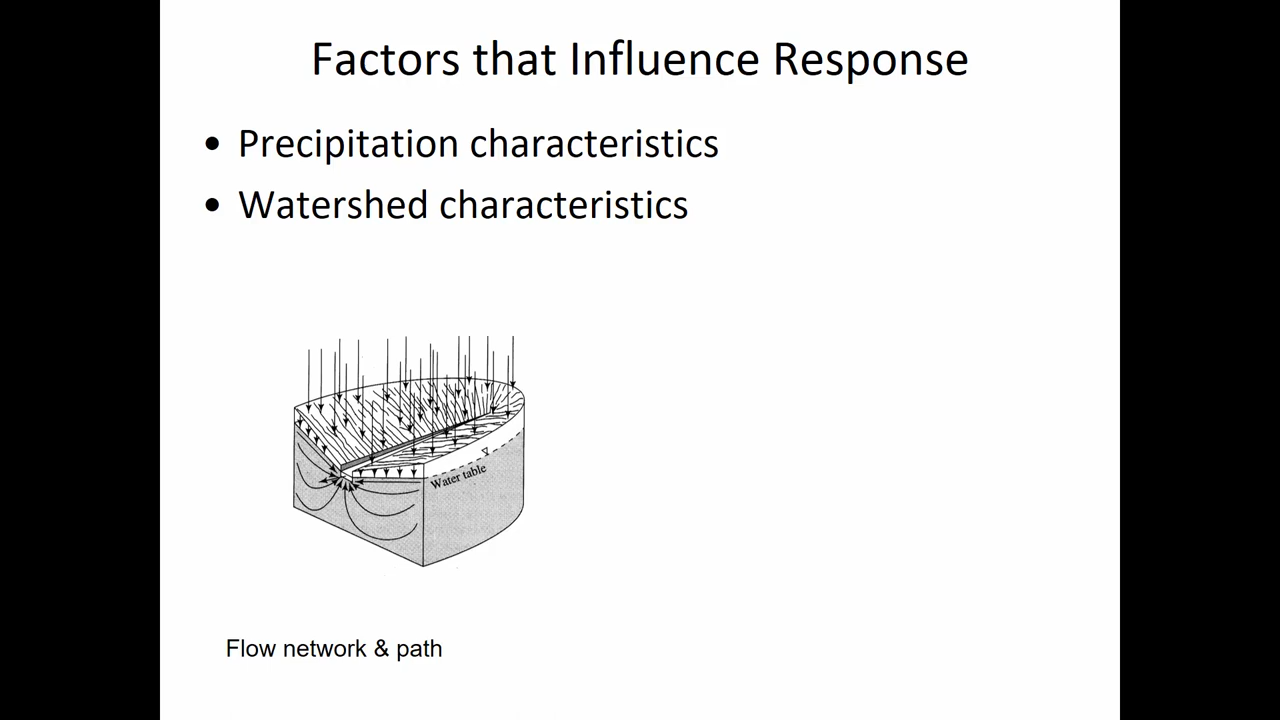 Factors that Influence Response
• Precipitation characteristics
• Watershed characteristics
Water table
Flow network & path